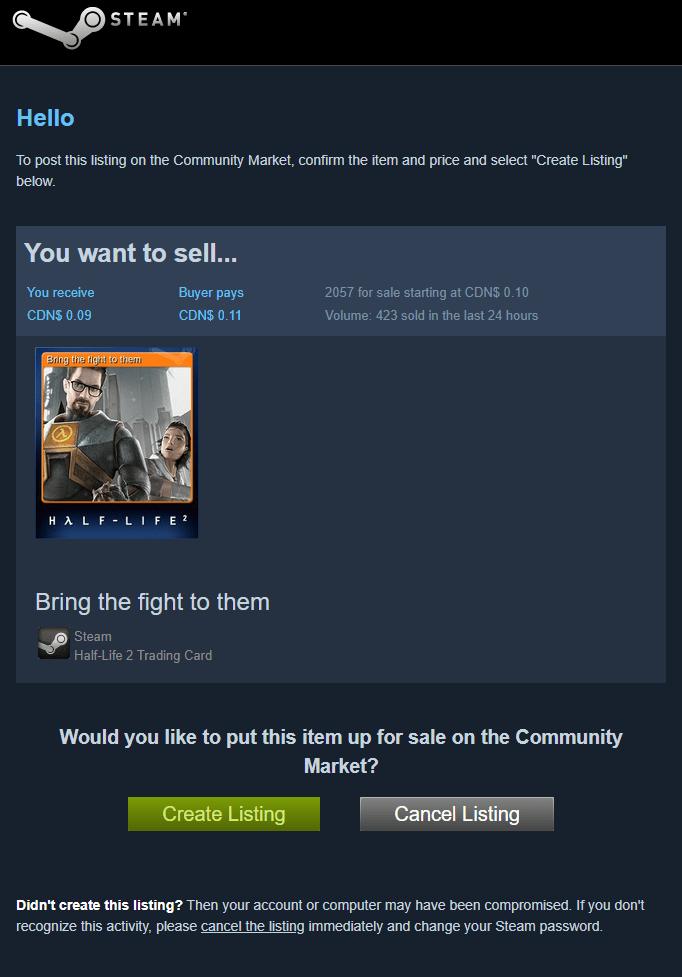 STEAM
Hello
To post this listing on the Community Market, confirm the item and price and select "Create Listing"
below.
You want to sell...
You receive
Buyer pays
2057 for sale starting at CDN$ 0.10
CDN$ 0.09
CDN$ 0.11
Volume: 423 sold in the last 24 hours
Bring the fight to them
HλLF-LIFE²
Bring the fight to them
Steam
Half-Life 2 Trading Card
Would you like to put this item up for sale on the Community
Market?
Create Listing
Cancel Listing
Didn't create this listing? Then your account or computer may have been compromised. If you don't
recognize this activity, please cancel the listing immediately and change your Steam password.